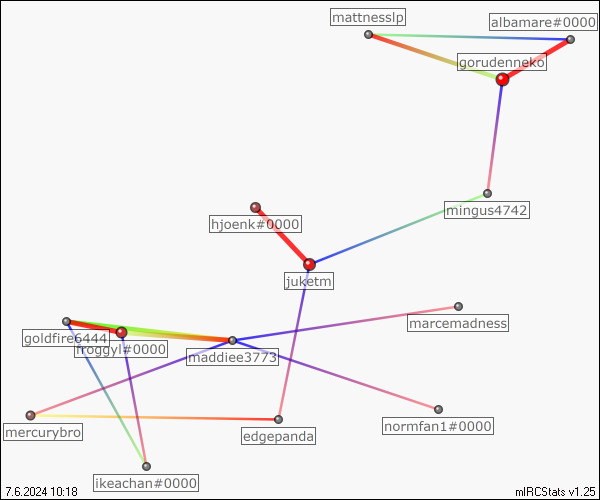 mattnesslp
albamare#0000
gorudenneko
mingus4742
hjoenk#0000
juketm
marcemadness
goldfire6444
froggyl#0000
maddiee3773
normfan1#0000
mercurybro
edgepanda
ikeachan#0000
7.6.2024 10:18
mIRCStats v1.25